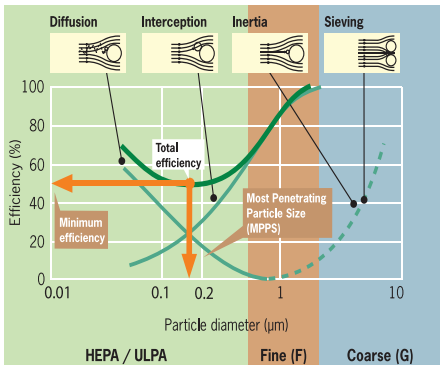 Diffusion Interception Inertia Sieving
100
80
60
40
20
0
Efficiency (%)
Total
efficiency
Minimum
efficiency
Most Penetrating
Particle Size
(MPPS)
0.01 0.1 0.2 1 10
Particle diameter (µm)
HEPA / ULPA Fine (F) Coarse (G)